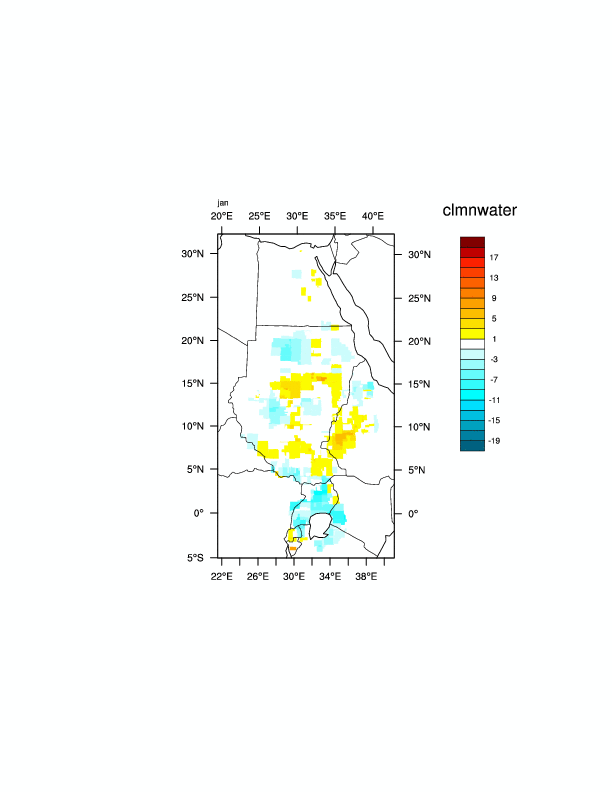 jan
20°E 25°E 30°E 35°E 40°E
clmnwater
30°N 30°N
25°N 25°N
20°N 20°N
15°N 15°N
10°N 10°N
5°N 5°N
0° 0°
5°S
22°E 26°E 30°E 34°E 38°E
17
13
9
5
1
-3
-7
-11
-15
-19